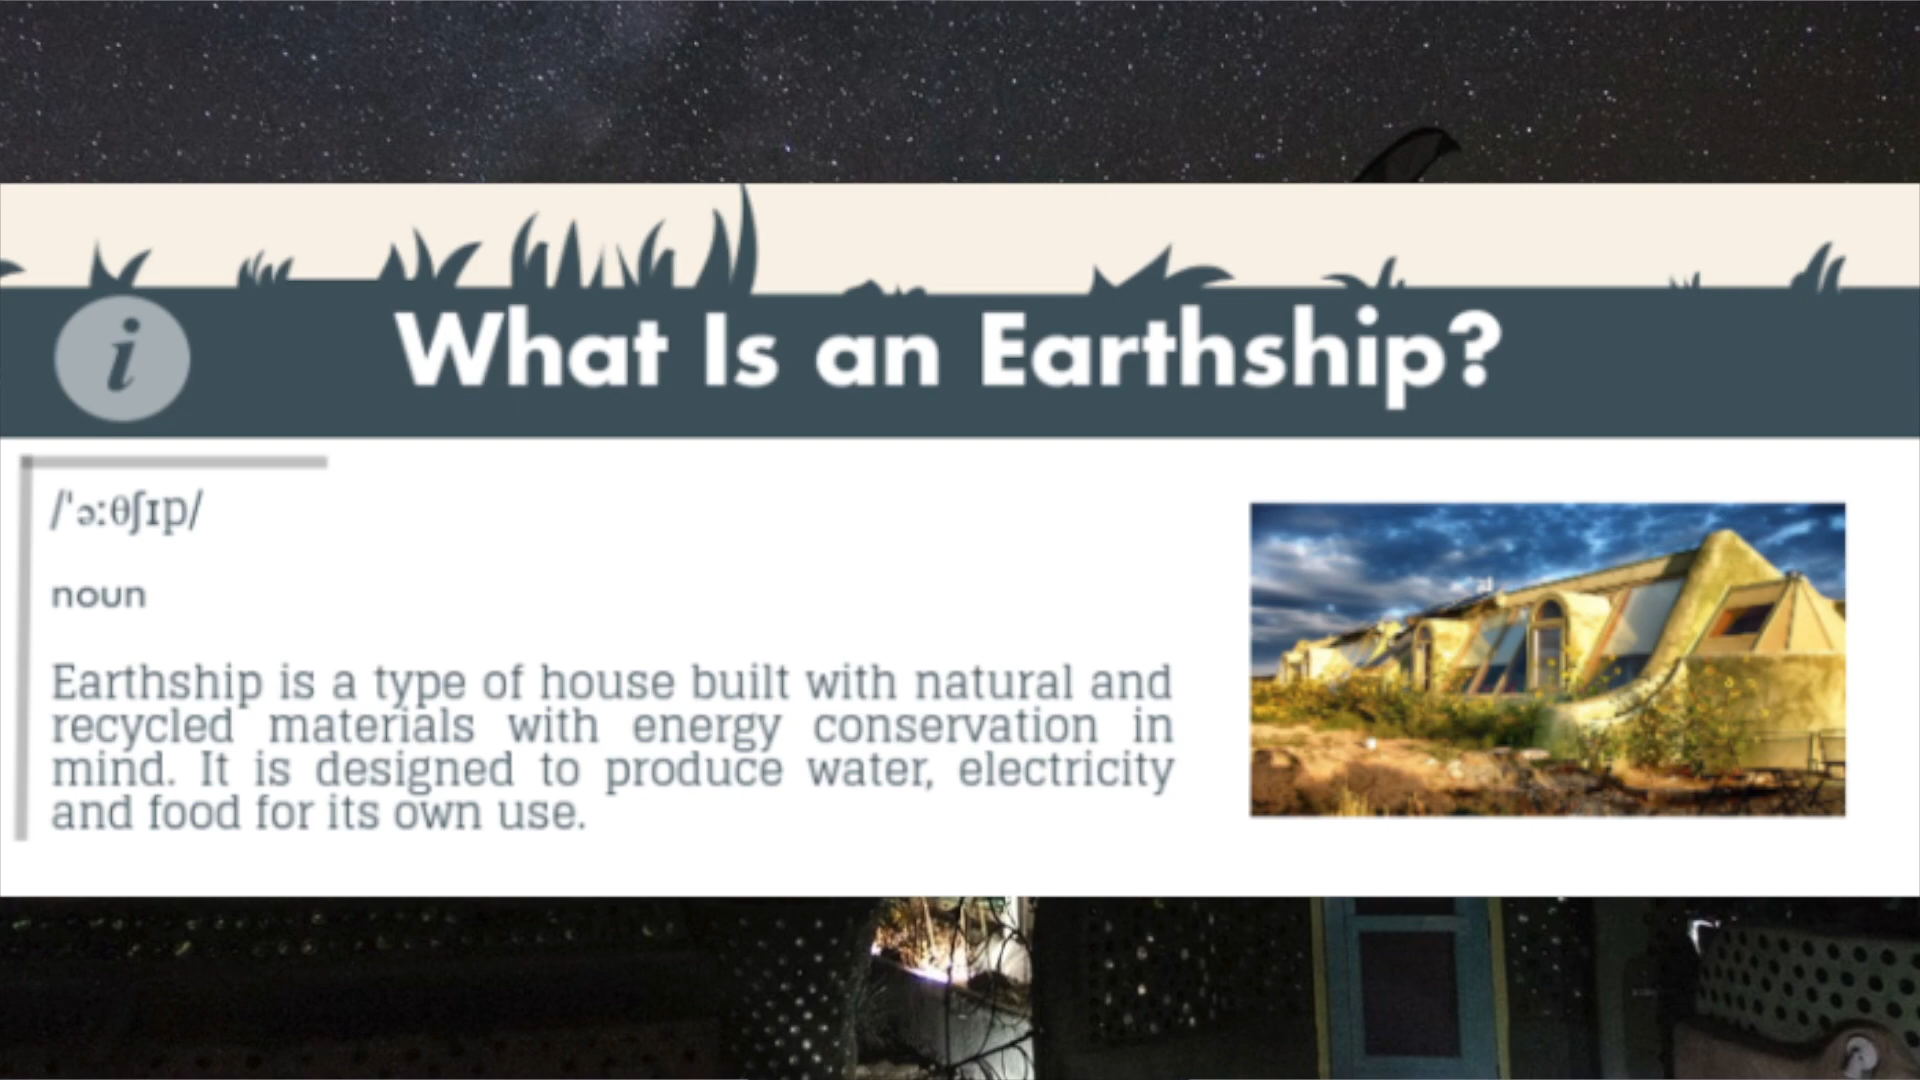 i
What Is an Earthship?
/ˈɔːθʃɪp/
noun
Earthship is a type of house built with natural and
recycled materials with energy conservation in
mind. It is designed to produce water, electricity
and food for its own use.